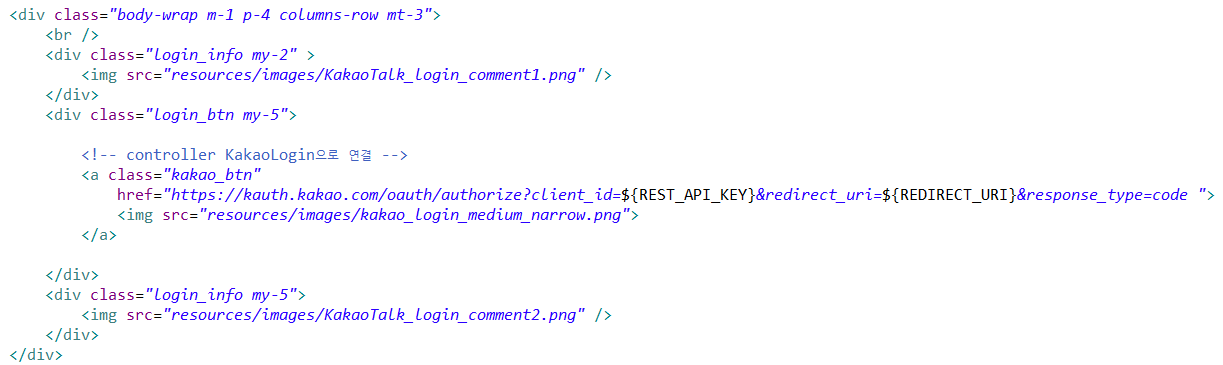 <div class="body-wrap m-1 p-4 columns-row mt-3">
    <br />
    <div class="login_info my-2" >
        <img src="resources/images/KakaoTalk_login_comment1.png" />
    </div>
    <div class="login_btn my-5">

        <!-- controller KakaoLogin으로 연결 -->
        <a class="kakao_btn"
            href="https://kauth.kakao.com/oauth/authorize?client_id=${REST_API_KEY}&redirect_uri=${REDIRECT_URI}&response_type=code ">
            <img src="resources/images/kakao_login_medium_narrow.png">
        </a>

    </div>
    <div class="login_info my-5">
        <img src="resources/images/KakaoTalk_login_comment2.png" />
    </div>
</div>